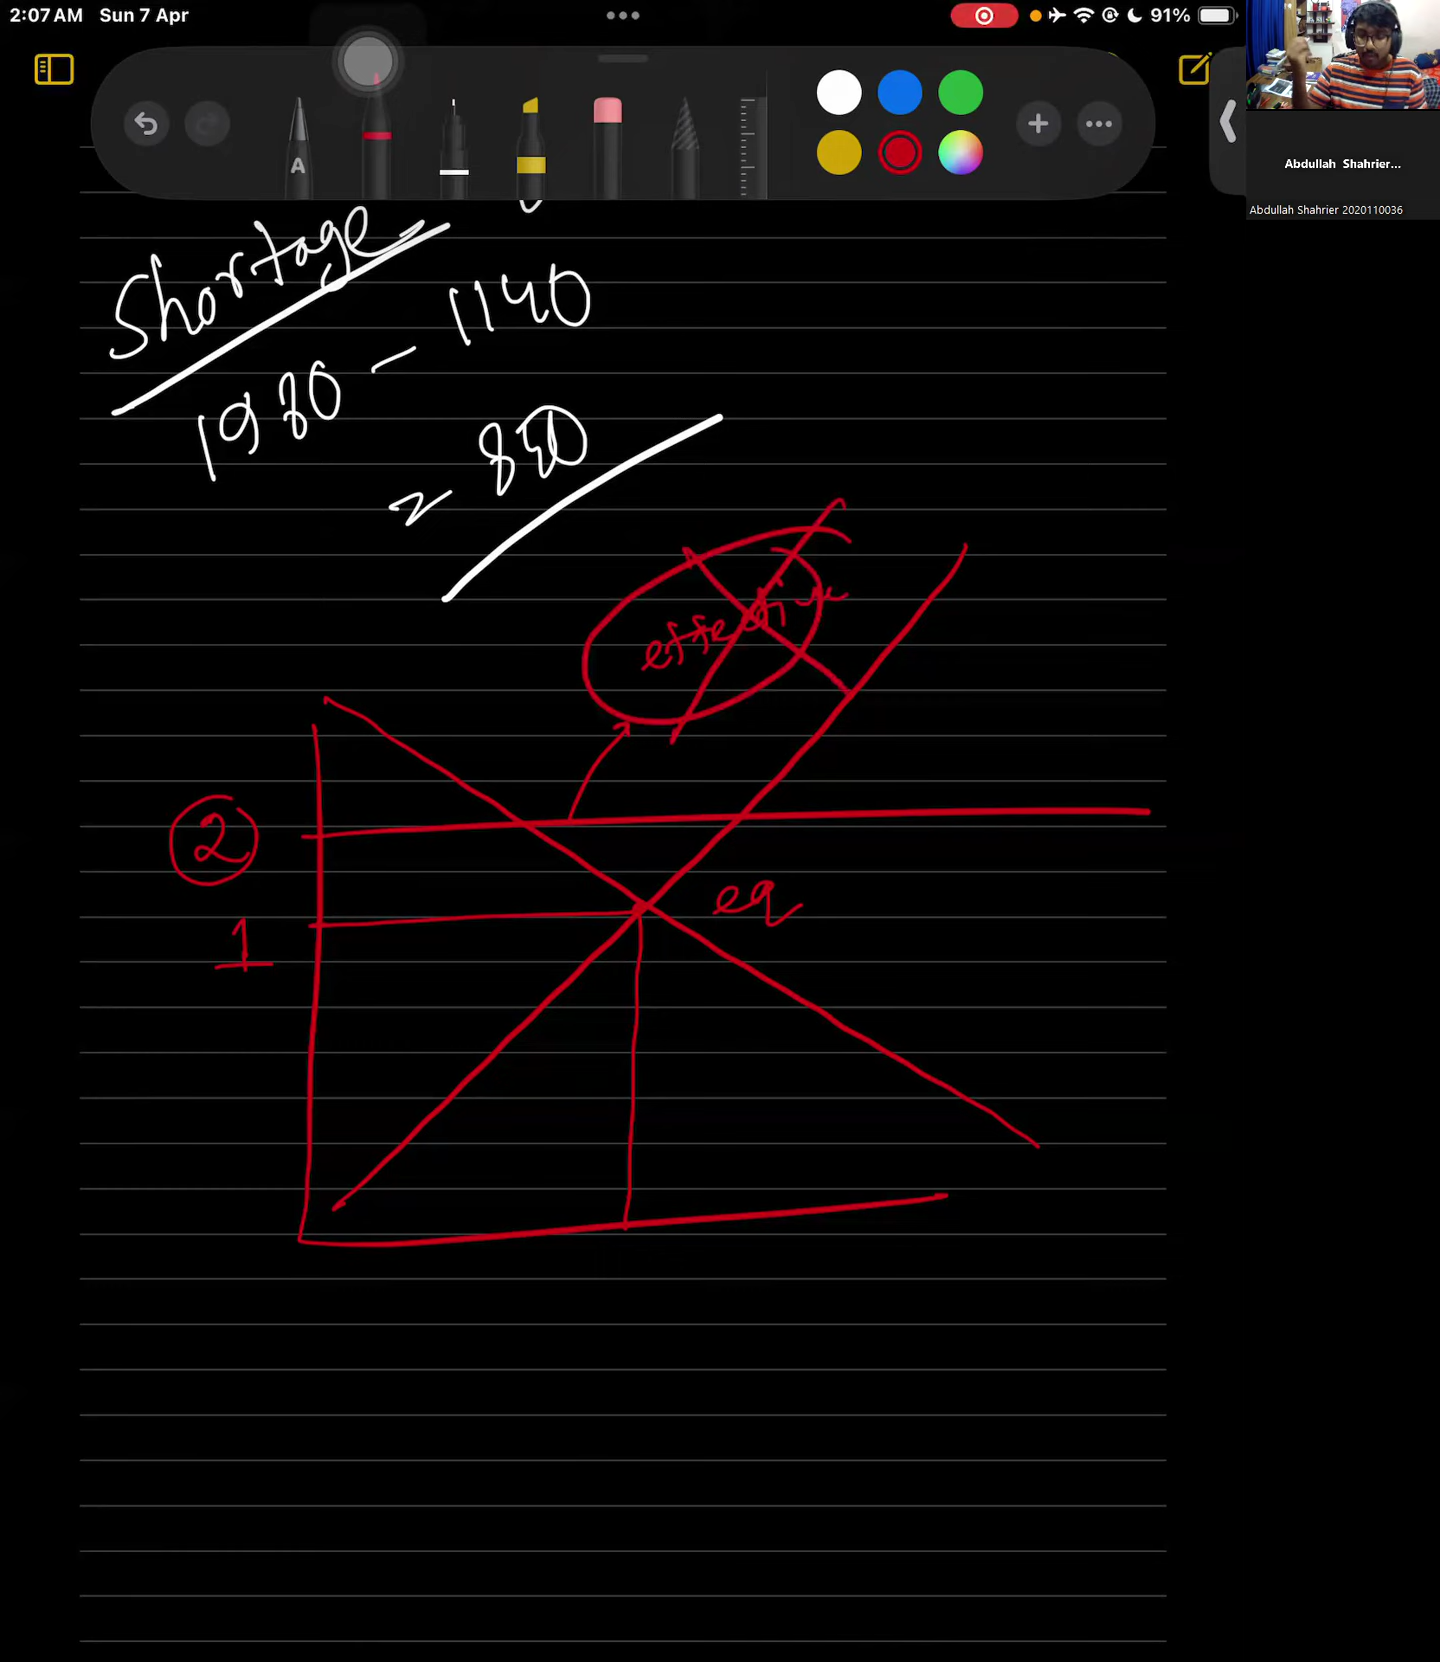 2:07 AM Sun 7 Apr
91%
A
Abdullah Shahrier...
Abdullah Shahrier 2020110036
Shortage
1980 - 1140
= 840
effective
2
eq
1